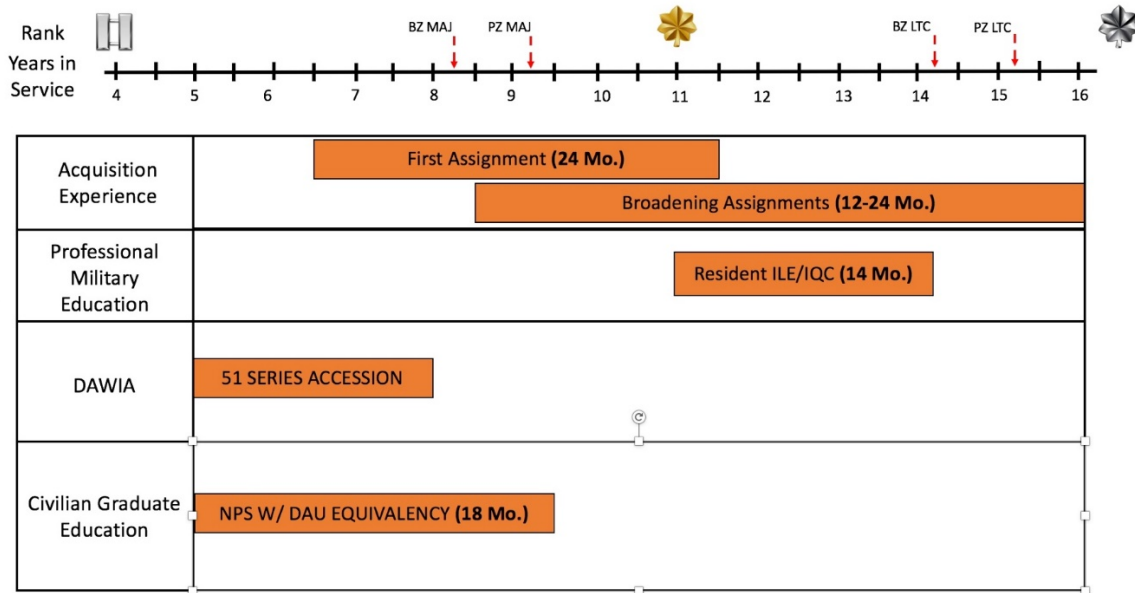 Rank
BZ MAJ
PZ MAJ
BZ LTC
PZ LTC
Years in
Service
4 5 6 7 8 9 10 11 12 13 14 15 16
Acquisition
Experience
First Assignment (24 Mo.)
Broadening Assignments (12-24 Mo.)
Professional
Military
Education
Resident ILE/IQC (14 Mo.)
DAWIA
51 SERIES ACCESSION
Civilian Graduate
Education
NPS W/ DAU EQUIVALENCY (18 Mo.)